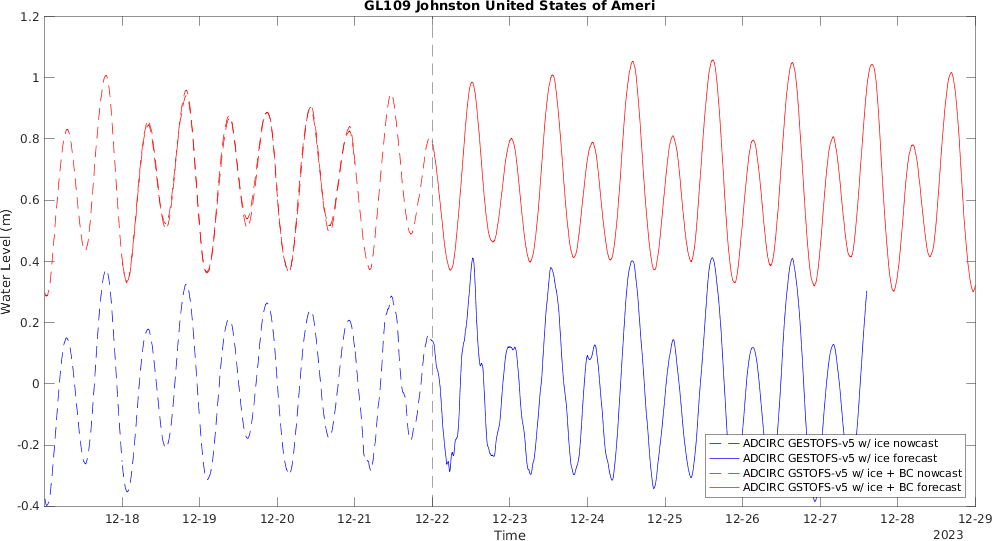 GL109 Johnston United States of Ameri
1.2
1
0.8
0.6
0.4
0.2
0
-0.2
-0.4
Water Level (m)
ADCIRC GESTOFS-v5 w/ ice nowcast
ADCIRC GESTOFS-v5 w/ ice forecast
ADCIRC GSTOFS-v5 w/ ice + BC nowcast
ADCIRC GSTOFS-v5 w/ ice + BC forecast
12-18 12-19 12-20 12-21 12-22 12-23 12-24 12-25 12-26 12-27 12-28 12-29
Time
2023